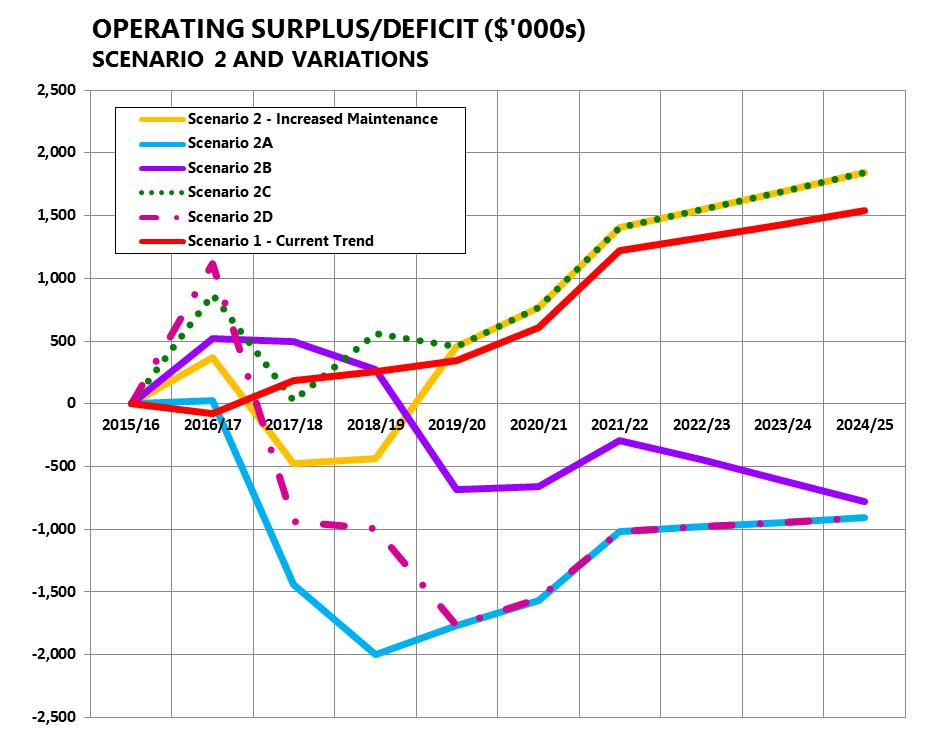 OPERATING SURPLUS/DEFICIT ($'000s)
SCENARIO 2 AND VARIATIONS
2,500
2,000
1,500
1,000
500
0
-500
-1,000
-1,500
-2,000
-2,500
Scenario 2 - Increased Maintenance
Scenario 2A
Scenario 2B
Scenario 2C
Scenario 2D
Scenario 1 - Current Trend
2015/16 2016/17 2017/18 2018/19 2019/20 2020/21 2021/22 2022/23 2023/24 2024/25